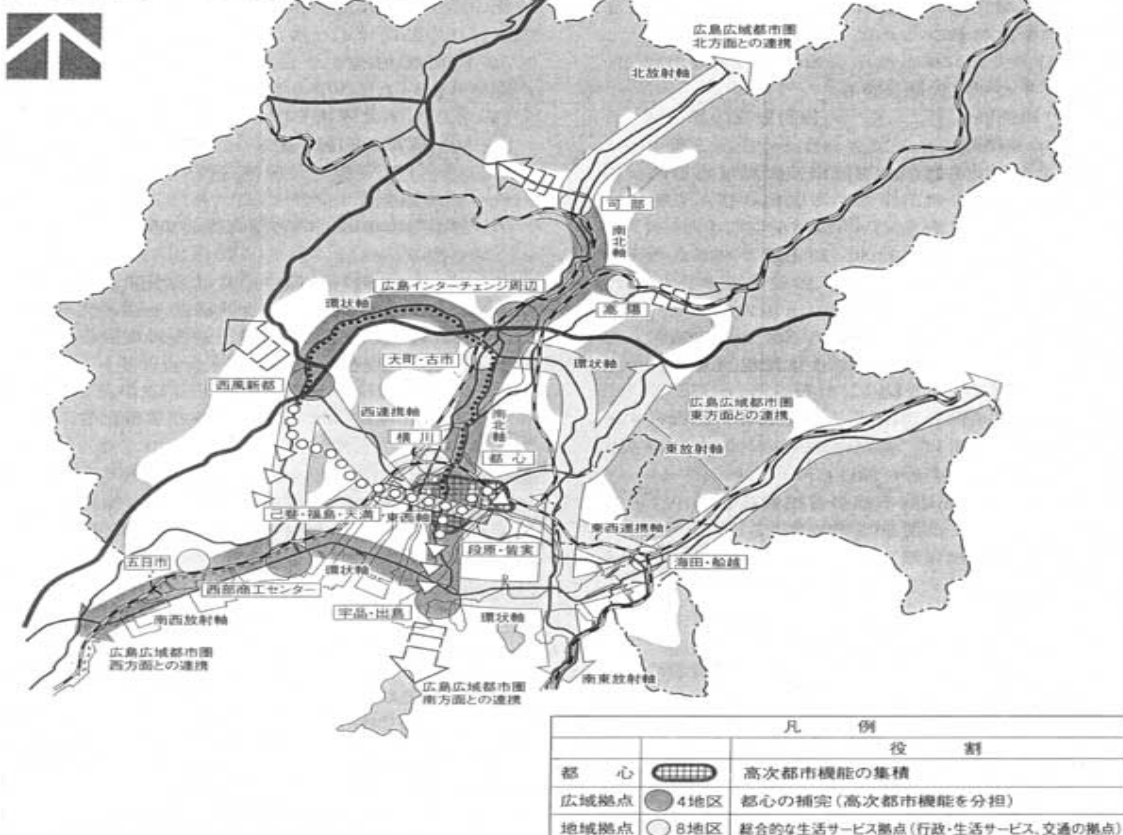 広島広域都市圏
北方面との連携
北放射軸
可部
南北軸
広島インターチェンジ周辺
高陽
環状軸
大町・古市
環状軸
西風新都
西連携軸
広島広域都市圏
東方面との連携
南北軸
横川
都心
東放射軸
己斐・福島・天満
東西軸
東西連携軸
段原・皆実
五日市
海田・船越
環状軸
西部商工センター
宇品・出島
環状軸
南西放射軸
広島広域都市圏
西方面との連携
南東放射軸
広島広域都市圏
南方面との連携
凡例
役割
都心 高次都市機能の集積
広域拠点 4地区 都心の補完(高次都市機能を分担)
地域拠点 8地区 総合的な生活サービス拠点(行政・生活サービス、交通の拠点)